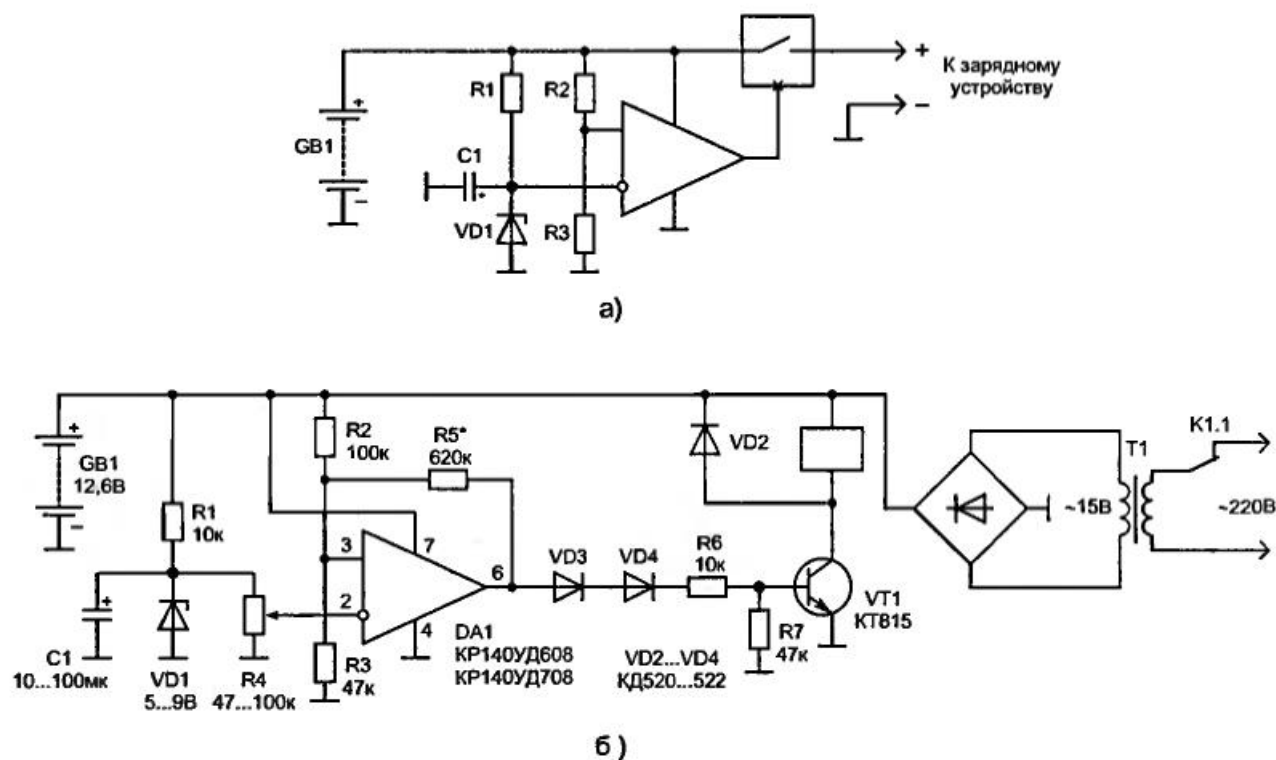 R1
R2
+
К зарядному
устройству
−
+
GB1
−
C1
+
VD1
R3
а)
+
GB1
12,6В
−
R1
10к
R2
100к
R5*
620к
VD2
T1
K1.1
~15В
~220В
3
7
2
6
4
VD3
VD4
R6
10к
VT1
КТ815
+
C1
10...100мк
VD1
5...9В
R4
47...100к
R3
47к
DA1
КР140УД608
КР140УД708
R7
47к
VD2...VD4
КД520...522
б )